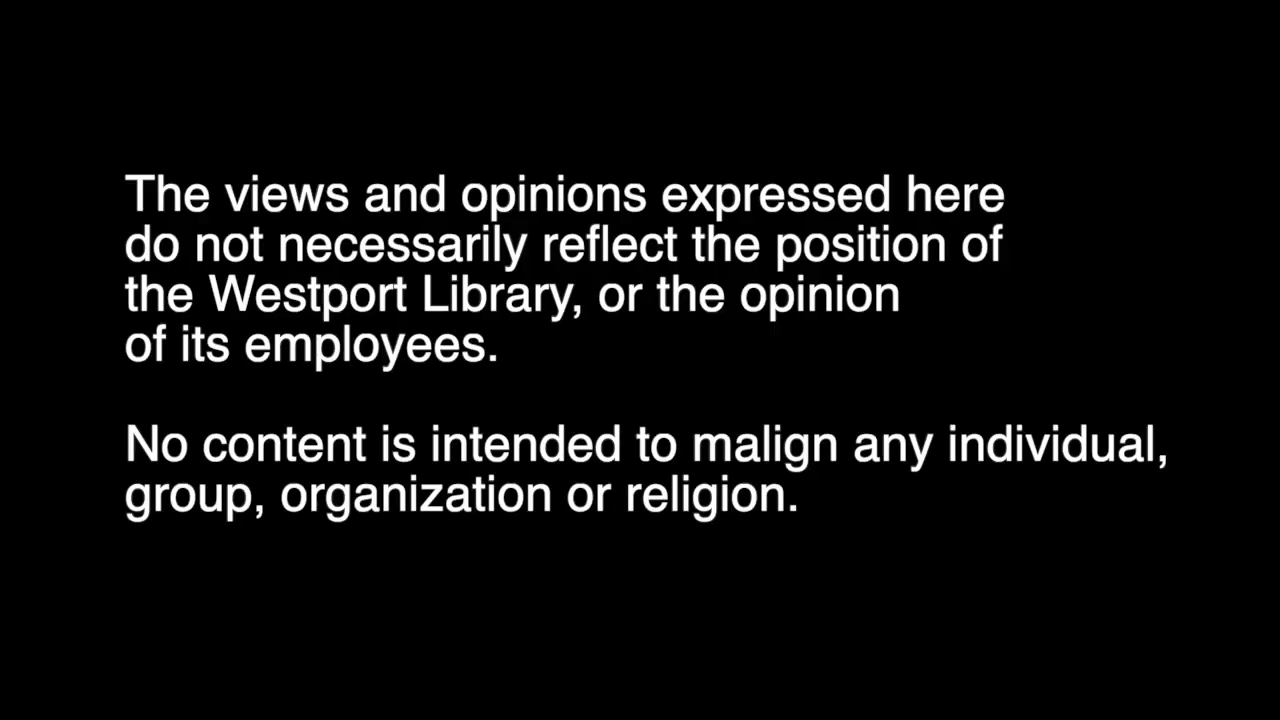 The views and opinions expressed here
do not necessarily reflect the position of
the Westport Library, or the opinion
of its employees.
No content is intended to malign any individual,
group, organization or religion.